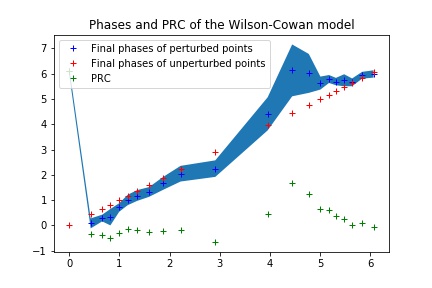 Phases and PRC of the Wilson-Cowan model
Final phases of perturbed points
Final phases of unperturbed points
PRC
7
6
5
4
3
2
1
0
−1
0 1 2 3 4 5 6